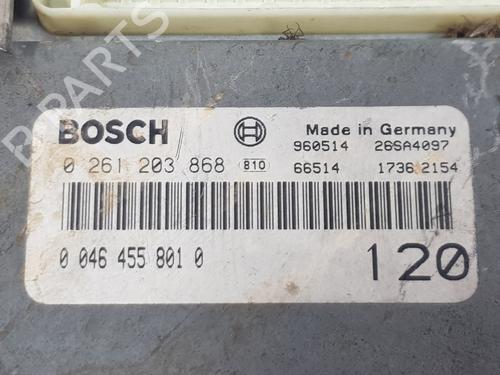 B PARTS
BOSCH
Made in Germany
960514 26SA4097
0 261 203 868 B10 66514 1736 2154
0 046 455 801 0
120